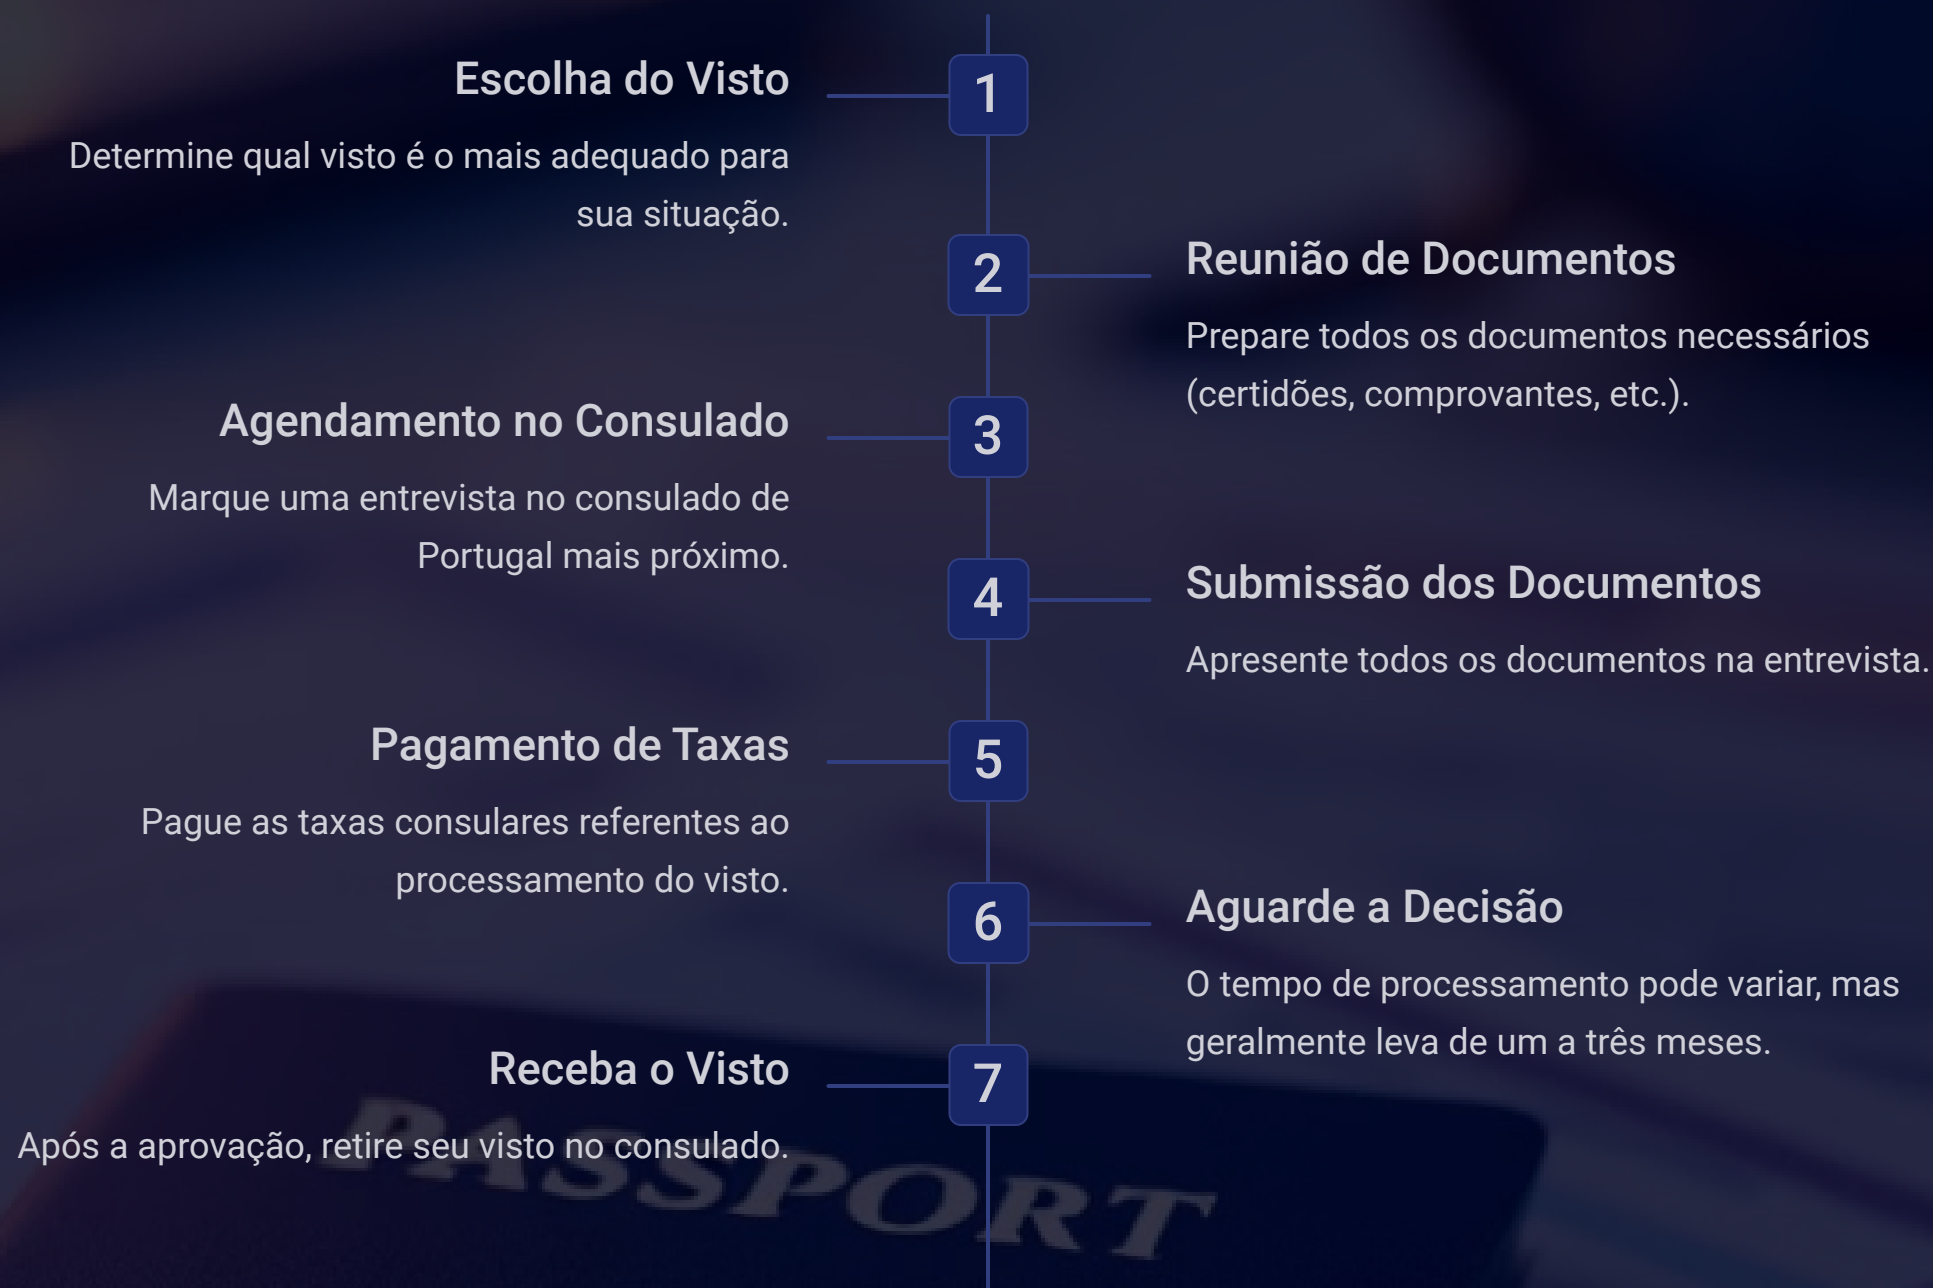 1
Escolha do Visto
Determine qual visto é o mais adequado para
sua situação.
2
Reunião de Documentos
Prepare todos os documentos necessários
(certidões, comprovantes, etc.).
3
Agendamento no Consulado
Marque uma entrevista no consulado de
Portugal mais próximo.
4
Submissão dos Documentos
Apresente todos os documentos na entrevista.
5
Pagamento de Taxas
Pague as taxas consulares referentes ao
processamento do visto.
6
Aguarde a Decisão
O tempo de processamento pode variar, mas
geralmente leva de um a três meses.
7
Receba o Visto
Após a aprovação, retire seu visto no consulado.
PASSPORT